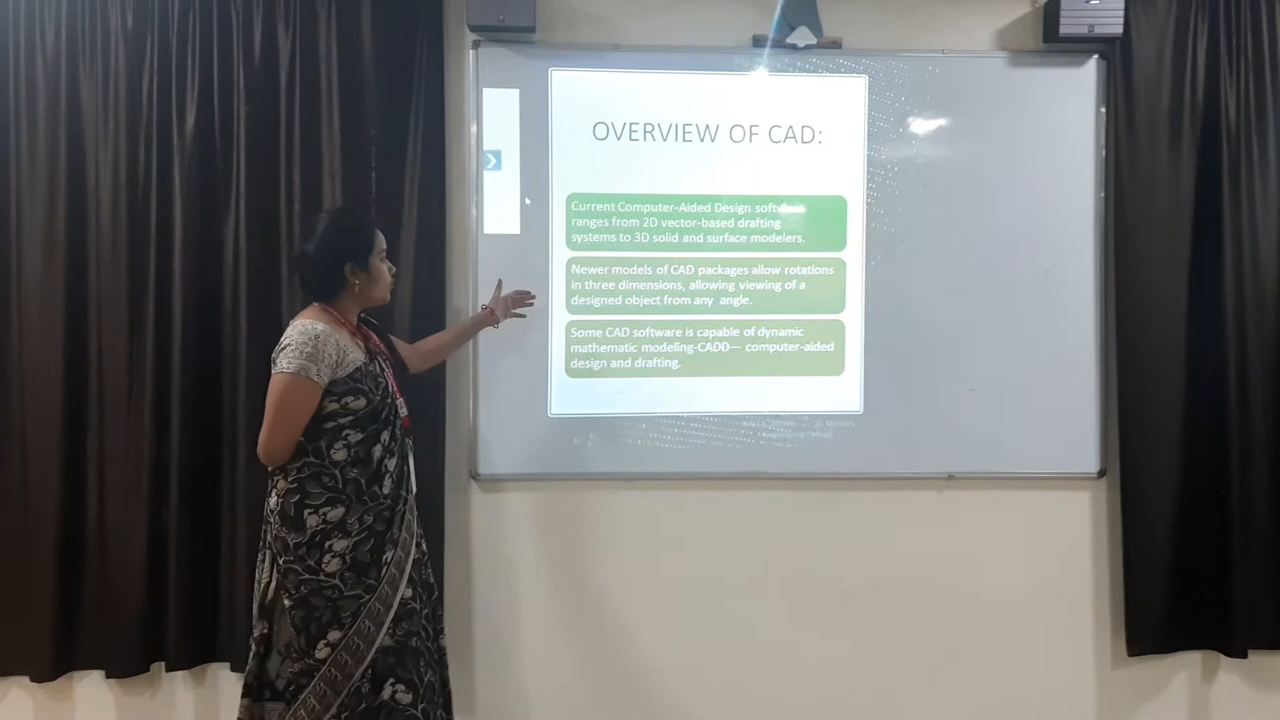 OVERVIEW OF CAD:
Current Computer-Aided Design software
ranges from 2D vector-based drafting
systems to 3D solid and surface modelers.
Newer models of CAD packages allow rotations
in three dimensions, allowing viewing of a
designed object from any angle.
Some CAD software is capable of dynamic
mathematic modeling-CADD— computer-aided
design and drafting.